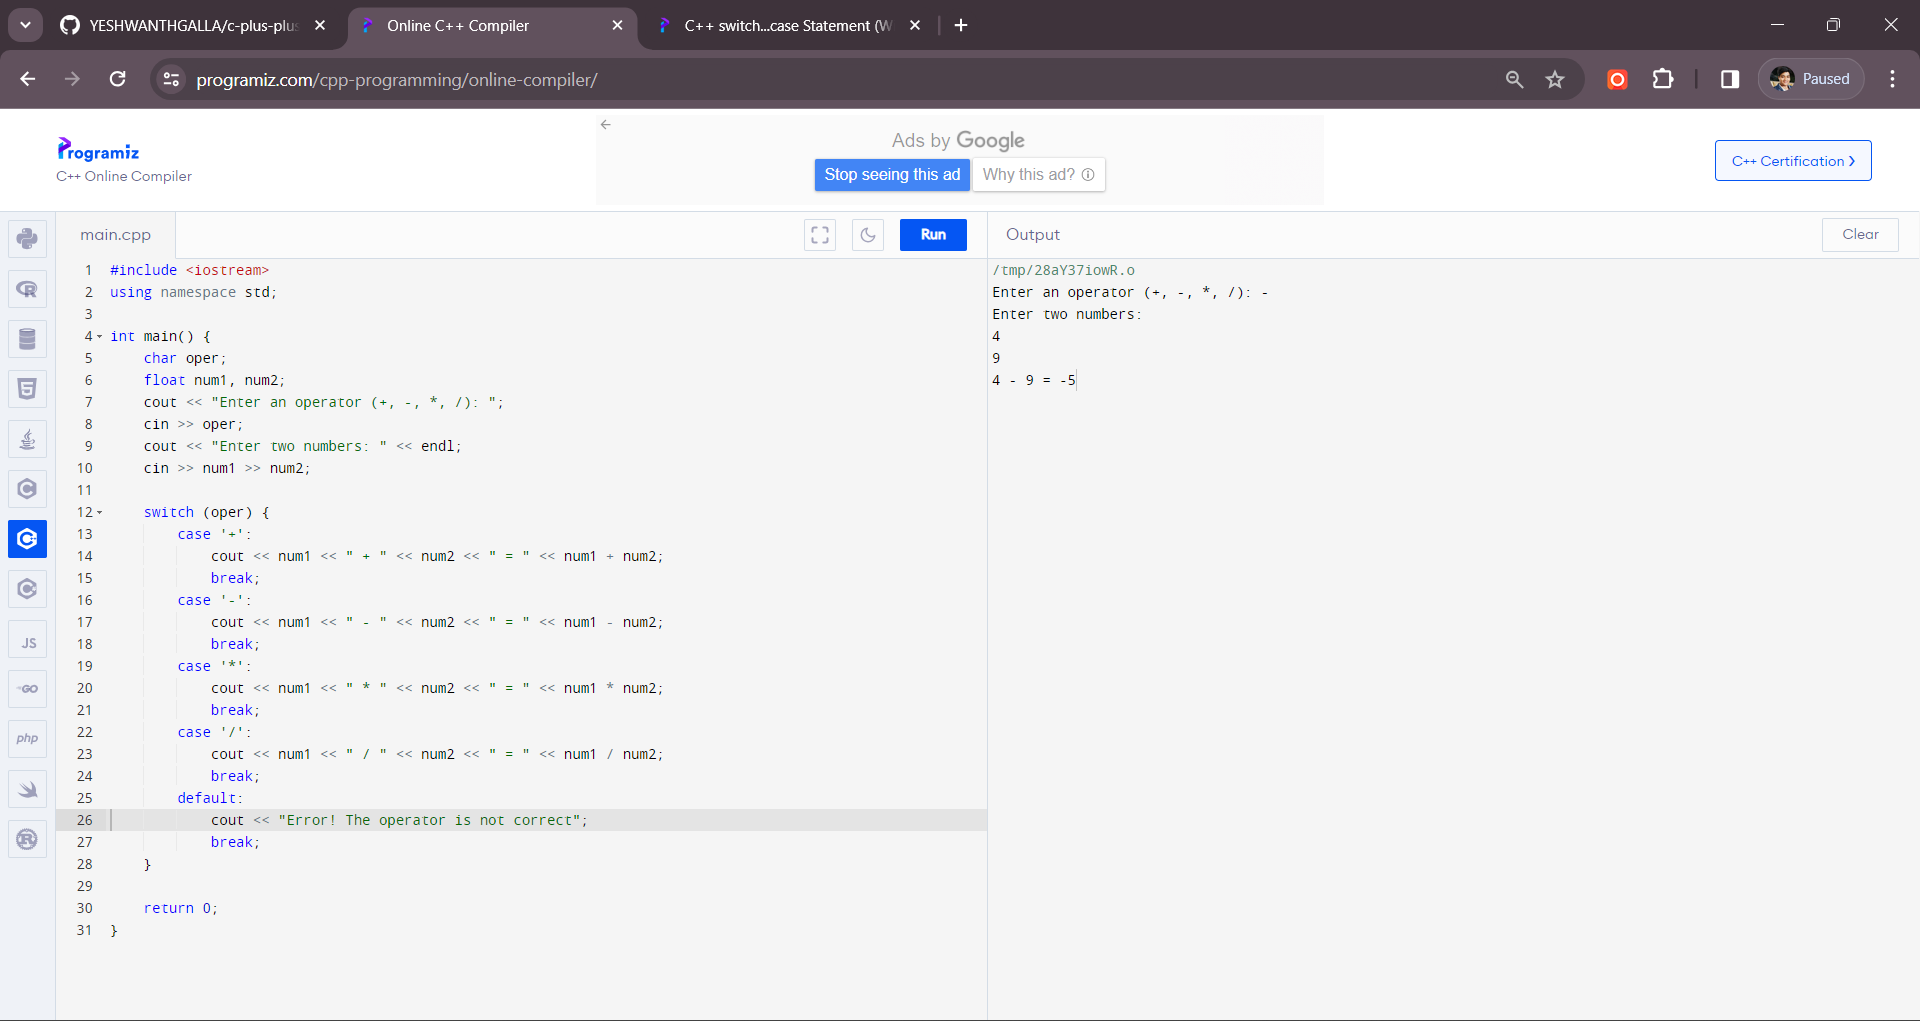 YESHWANTHGALLA/c-plus-plus
Online C++ Compiler
C++ switch...case Statement (W
programiz.com/cpp-programming/online-compiler/
Paused
Programiz
C++ Online Compiler
Ads by Google
Stop seeing this ad
Why this ad?
C++ Certification
main.cpp
Run
Output
Clear
1 #include <iostream>
2 using namespace std;
3
4 int main() {
5     char oper;
6     float num1, num2;
7     cout << "Enter an operator (+, -, *, /): ";
8     cin >> oper;
9     cout << "Enter two numbers: " << endl;
10     cin >> num1 >> num2;
11
12     switch (oper) {
13         case '+':
14             cout << num1 << " + " << num2 << " = " << num1 + num2;
15             break;
16         case '-':
17             cout << num1 << " - " << num2 << " = " << num1 - num2;
18             break;
19         case '*':
20             cout << num1 << " * " << num2 << " = " << num1 * num2;
21             break;
22         case '/':
23             cout << num1 << " / " << num2 << " = " << num1 / num2;
24             break;
25         default:
26             cout << "Error! The operator is not correct";
27             break;
28     }
29
30     return 0;
31 }
/tmp/28aY37iowR.o
Enter an operator (+, -, *, /): -
Enter two numbers:
4
9
4 - 9 = -5
R
5
C
C
C
JS
GO
php
R